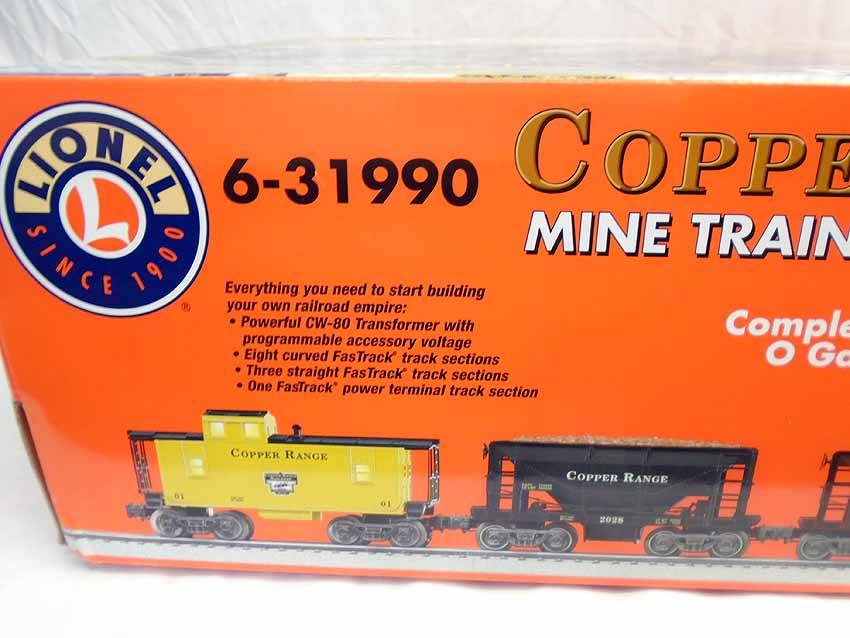 LIONEL
L
SINCE 1900
®
6-31990
COPPE
MINE TRAIN
Everything you need to start building
your own railroad empire:
• Powerful CW-80 Transformer with
programmable accessory voltage
• Eight curved FasTrack® track sections
• Three straight FasTrack® track sections
• One FasTrack® power terminal track section
Comple
O Ga
COPPER RANGE
01
01
COPPER RANGE
2028